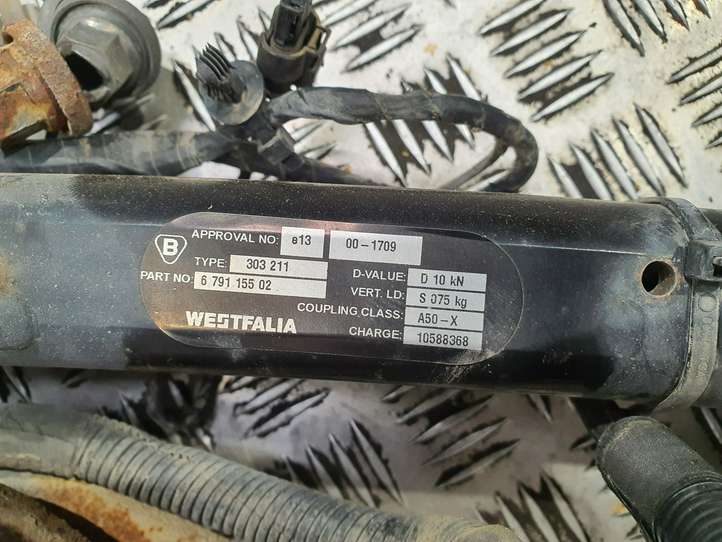 B
APPROVAL NO: e13 00-1709
TYPE: 303 211
PART NO: 6 791 155 02
D-VALUE: D 10 kN
VERT. LD: S 075 kg
COUPLING CLASS: A50-X
CHARGE: 10588368
WESTFALIA